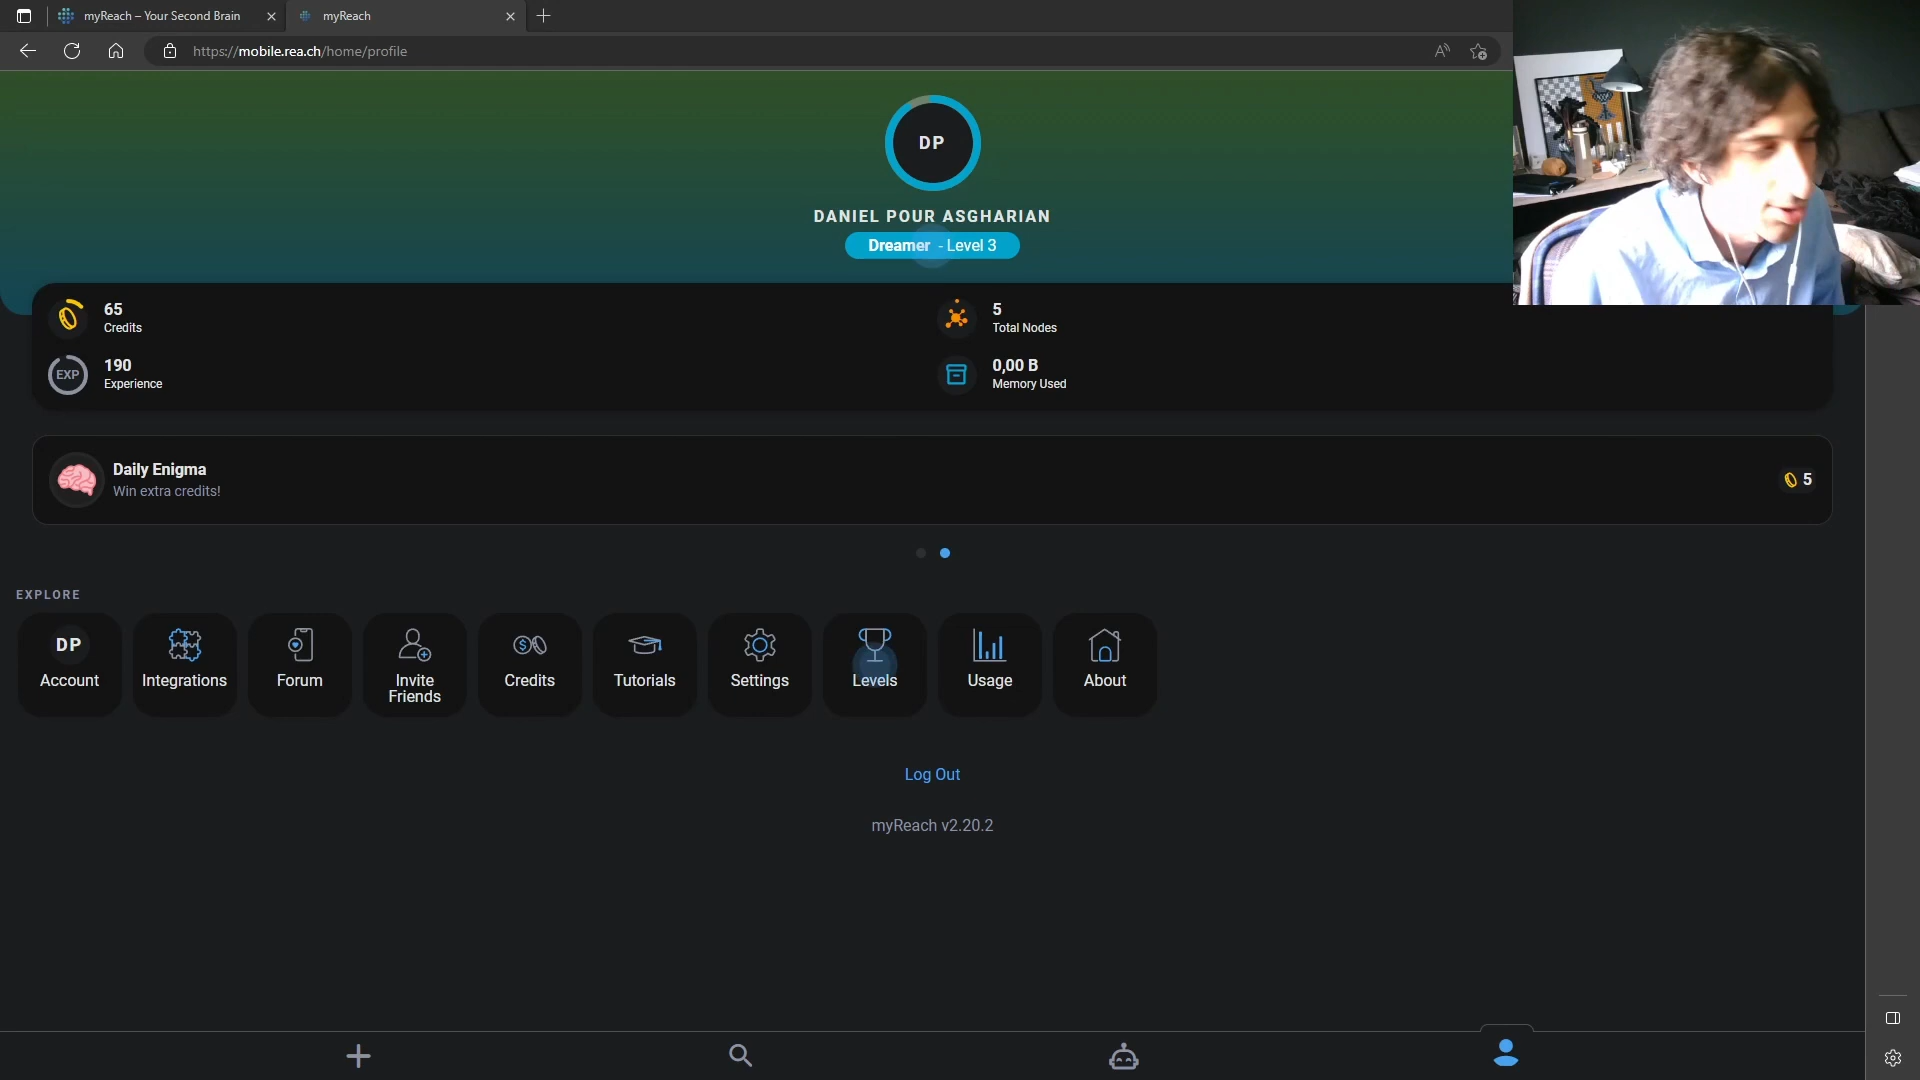 myReach – Your Second Brain
myReach
https://mobile.rea.ch/home/profile
DP
DANIEL POUR ASGHARIAN
Dreamer - Level 3
65
Credits
5
Total Nodes
EXP
190
Experience
0,00 B
Memory Used
Daily Enigma
Win extra credits!
5
EXPLORE
DP
Account
Integrations
Forum
Invite
Friends
Credits
Tutorials
Settings
Levels
Usage
About
Log Out
myReach v2.20.2